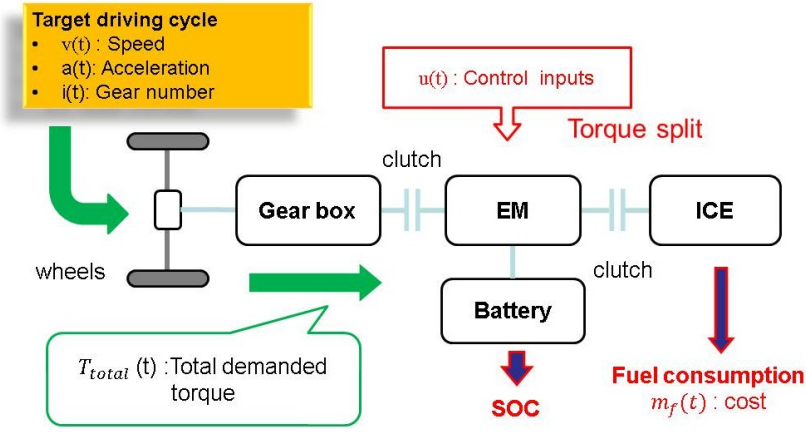 Target driving cycle
• v(t) : Speed
• a(t): Acceleration
• i(t): Gear number
u(t) : Control inputs
Torque split
clutch
Gear box
EM
ICE
wheels
clutch
Battery
T_total (t) :Total demanded
torque
SOC
Fuel consumption
m_f(t) : cost